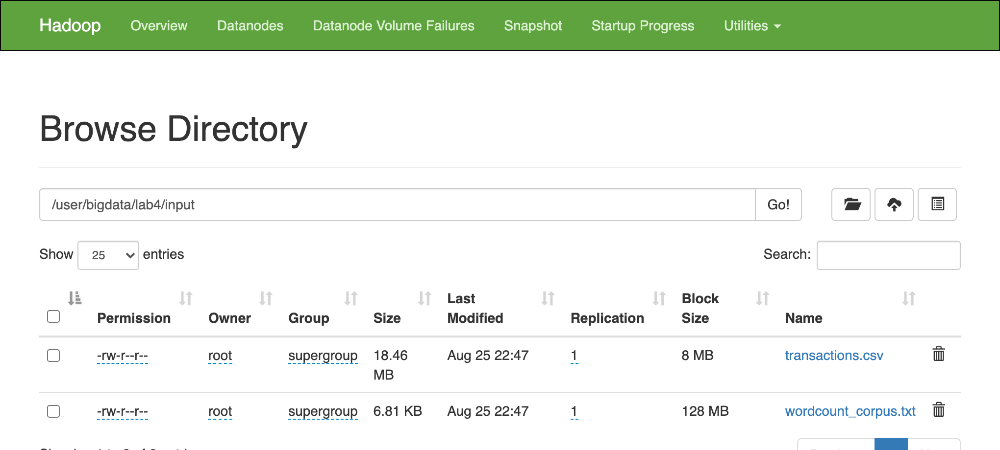 Hadoop Overview Datanodes Datanode Volume Failures Snapshot Startup Progress Utilities
Browse Directory
/user/bigdata/lab4/input Go!
Show 25 entries Search:
Permission Owner Group Size Last Modified Replication Block Size Name
-rw-r--r-- root supergroup 18.46 MB Aug 25 22:47 1 8 MB transactions.csv
-rw-r--r-- root supergroup 6.81 KB Aug 25 22:47 1 128 MB wordcount_corpus.txt